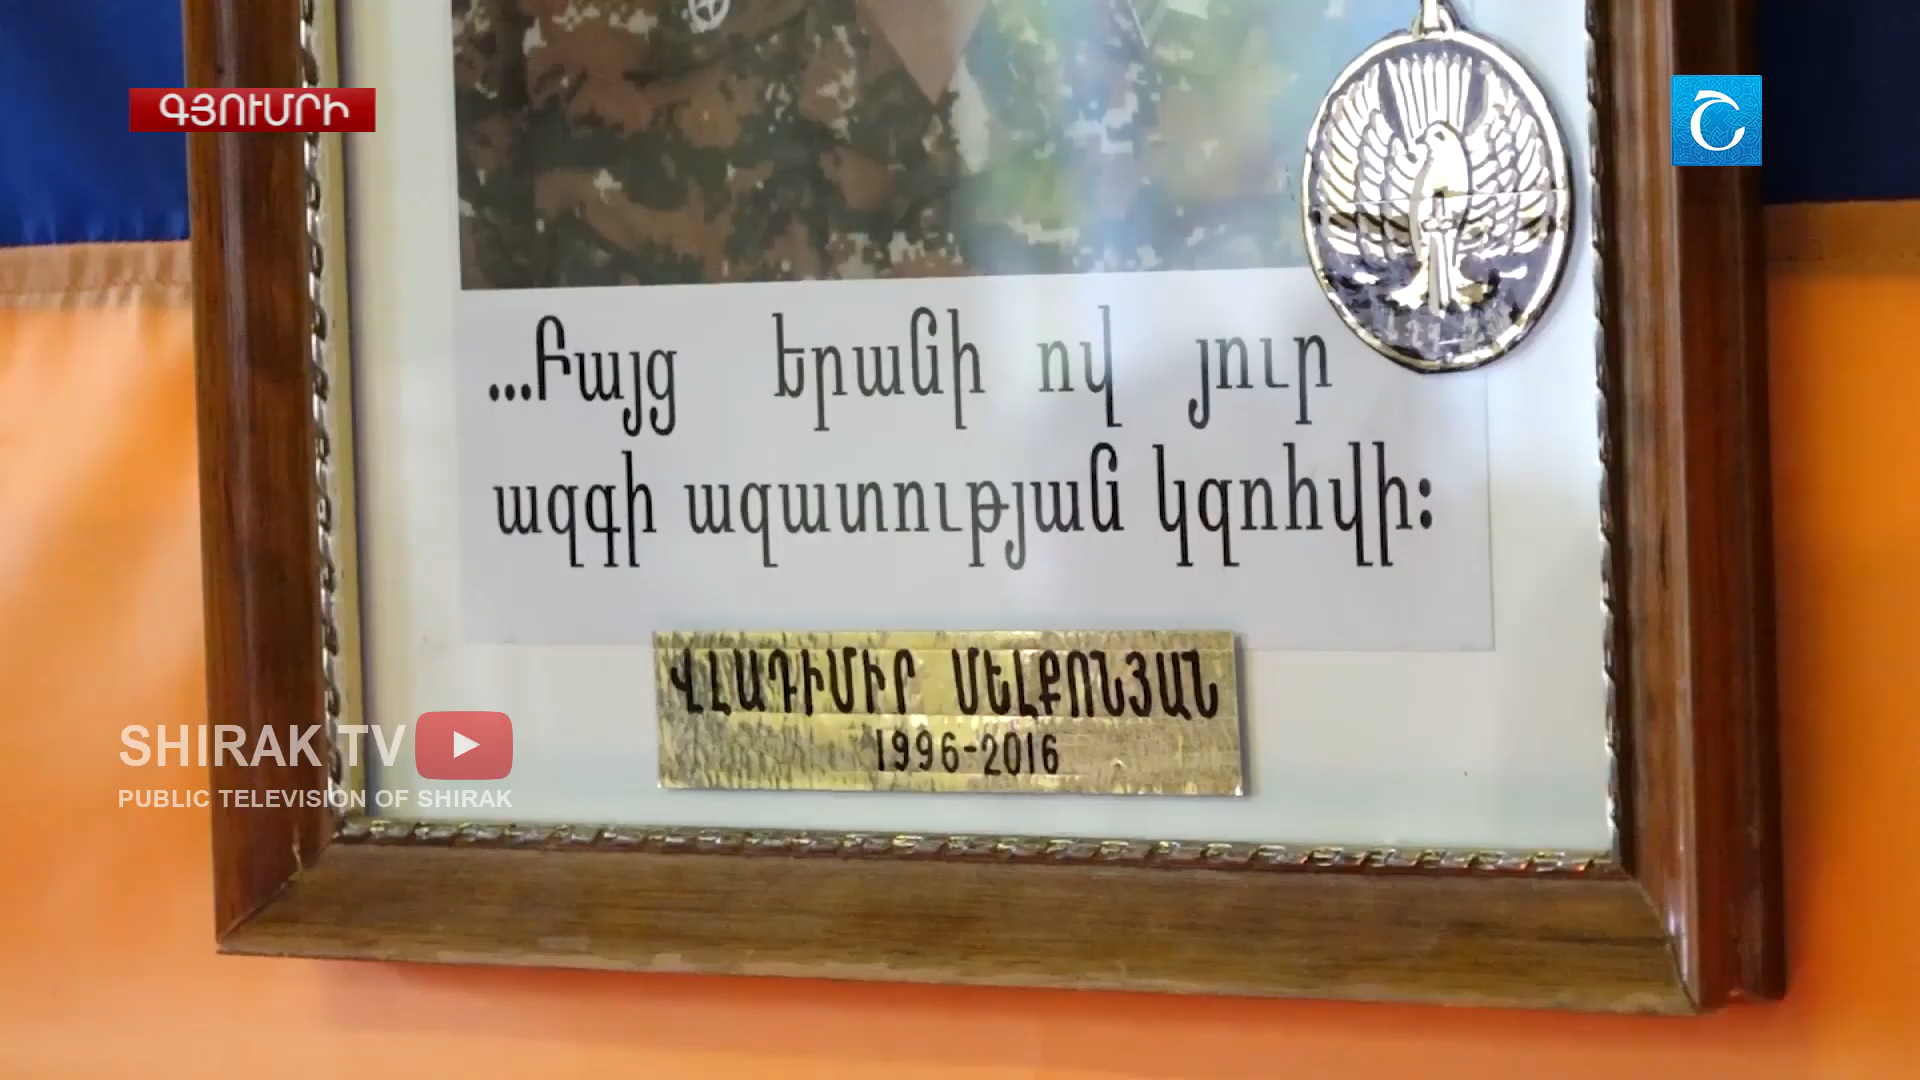 ԳՅՈՒՄՐԻ
...Բայց երանի ով յուր
ազգի ազատության կզոհվի:
ՎԼԱԴԻՄԻՐ ՄԵԼՔՈՆՅԱՆ
1996-2016
SHIRAK TV
PUBLIC TELEVISION OF SHIRAK